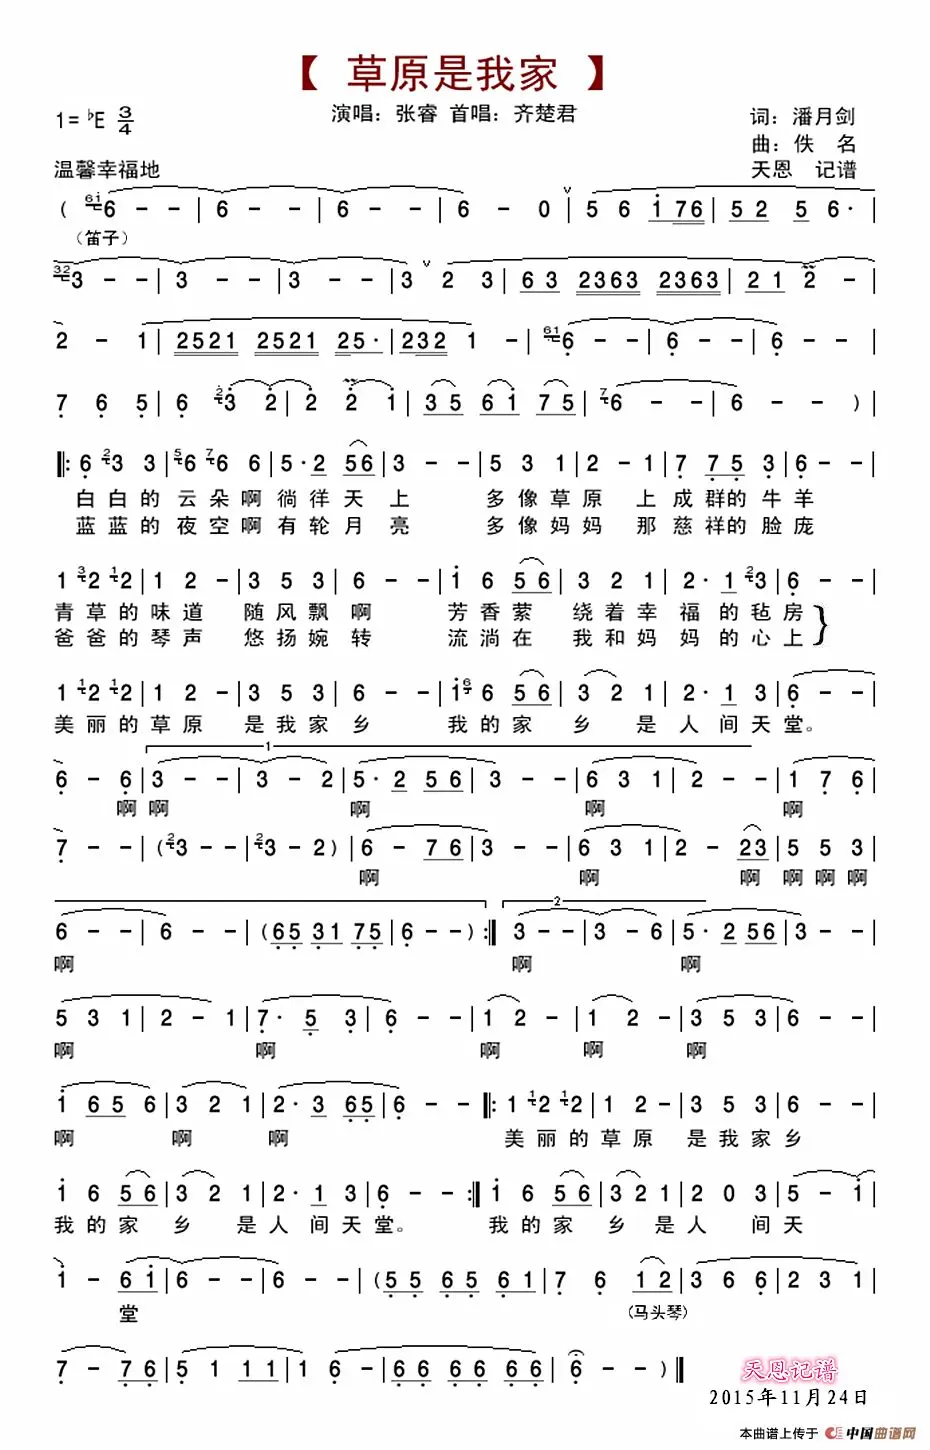 【 草原是我家 】
1=♭E 3/4
演唱：张睿 首唱：齐楚君
词：潘月剑
曲：佚 名
温馨幸福地
天恩 记谱
( 6 - - | 6 - - | 6 - - | 6 - 0 | 5 6 i 76 | 52 5 6· |
（笛子）
3 - - | 3 - - | 3 - - | 3 2 3 | 63 2363 2363 | 21 2 - |
2 - 1 | 2521 2521 25· | 232 1 - | - - | 6 - - | 6 - - | 6 - - |
7 6 5 | 6 3 2 | 2 2 1 | 35 61 75 | 6 - - | 6 - - ) |
‖: 6 3 3 | 6 6 6 | 5·2 56 | 3 - - | 5 3 1 | 2 - 1 | 7 75 3 | 6 - - |
白白的云朵啊徜徉天上 多像草原上成群的牛羊
蓝蓝的夜空啊有轮月亮 多像妈妈那慈祥的脸庞
1 2 2 | 1 2 - | 3 5 3 | 6 - - | i 6 56 | 3 2 1 | 2·1 3 | 6 - - |
青草的味道 随风飘啊 芳香萦 绕着幸福的毡房
爸爸的琴声 悠扬婉转 流淌在 我和妈妈的心上
1 2 2 | 1 2 - | 3 5 3 | 6 - - | i 6 56 | 3 2 1 | 2·1 3 | 6 - - |
美丽的草原 是我家乡 我的家乡 是人间天堂。
1
6 - 6 | 3 - - | 3 - 2 | 5·2 56 | 3 - - | 6 31 | 2 - - | 1 7 6 |
啊 啊 啊 啊 啊
7 - - | ( 3 - - | 3 - 2 ) | 6 - 76 | 3 - - | 6 3 1 | 2 - 23 | 5 5 3 |
啊 啊 啊 啊 啊 啊
2
6 - - | 6 - - | ( 65 31 75 | 6 - - ) :‖ 3 - - | 3 - 6 | 5·2 56 | 3 - - |
啊 啊 啊
5 3 1 | 2 - 1 | 7· 5 3 | 6 - - | 1 2 - | 1 2 - | 3 5 3 | 6 - - |
啊 啊 啊 啊 啊
i 65 6 | 3 2 1 | 2·3 65 | 6 - - ‖: 1 2 2 | 1 2 - | 3 5 3 | 6 - - |
啊 啊 啊 美丽的草原 是我家乡
i 6 56 | 3 2 1 | 2·1 3 | 6 - - :‖ i 6 56 | 3 2 1 | 2 0 3 | 5 - i |
我的家乡 是人间天堂。 我的家乡是人 间天
i - 6i | 6 - - | 6 - - | ( 55 65 61 | 7 6 12 | 3 6 6 | 2 3 1 |
堂 （马头琴）
7 - 76 | 5 1 11 | 1 - - | 55 65 65 | 6 - - ) ‖
天恩记谱
2015年11月24日
本曲谱上传于 中国曲谱网